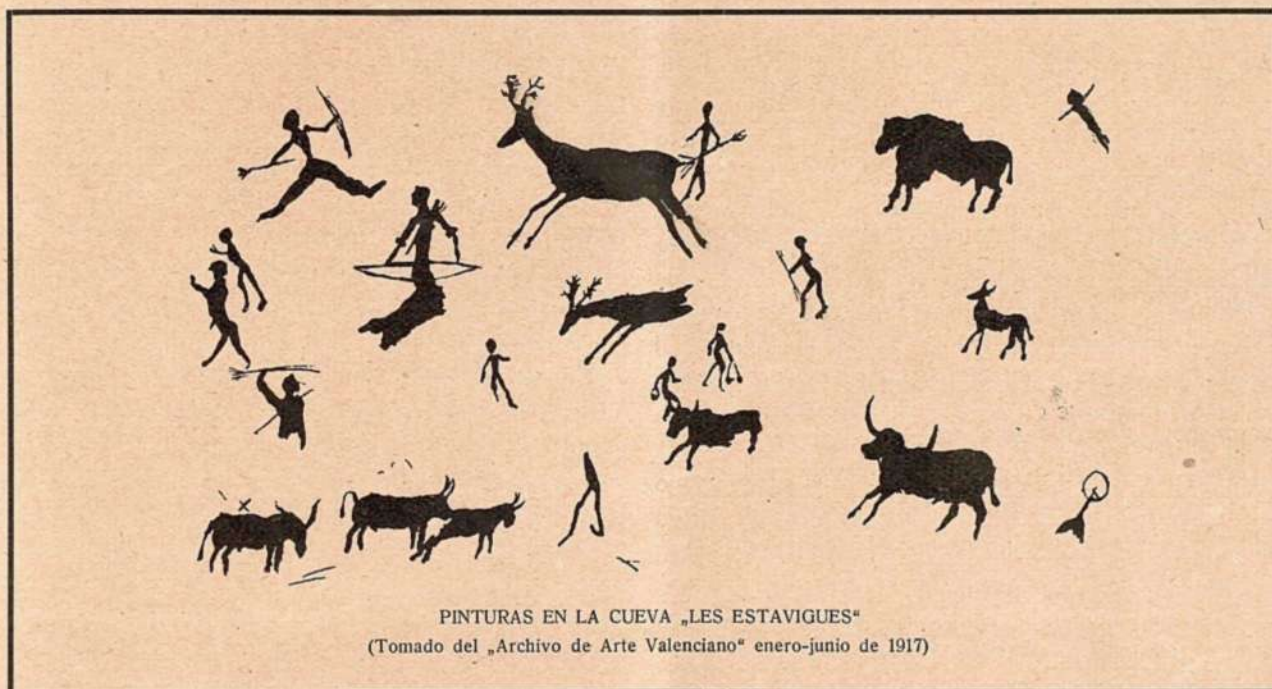 PINTURAS EN LA CUEVA „LES ESTAVIGUES“
(Tomado del „Archivo de Arte Valenciano“ enero-junio de 1917)